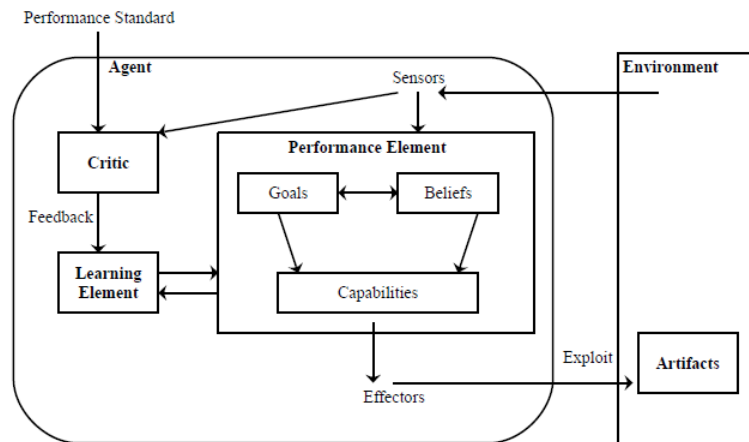 Performance Standard
Agent
Environment
Sensors
Critic
Performance Element
Goals
Beliefs
Feedback
Learning
Element
Capabilities
Exploit
Artifacts
Effectors